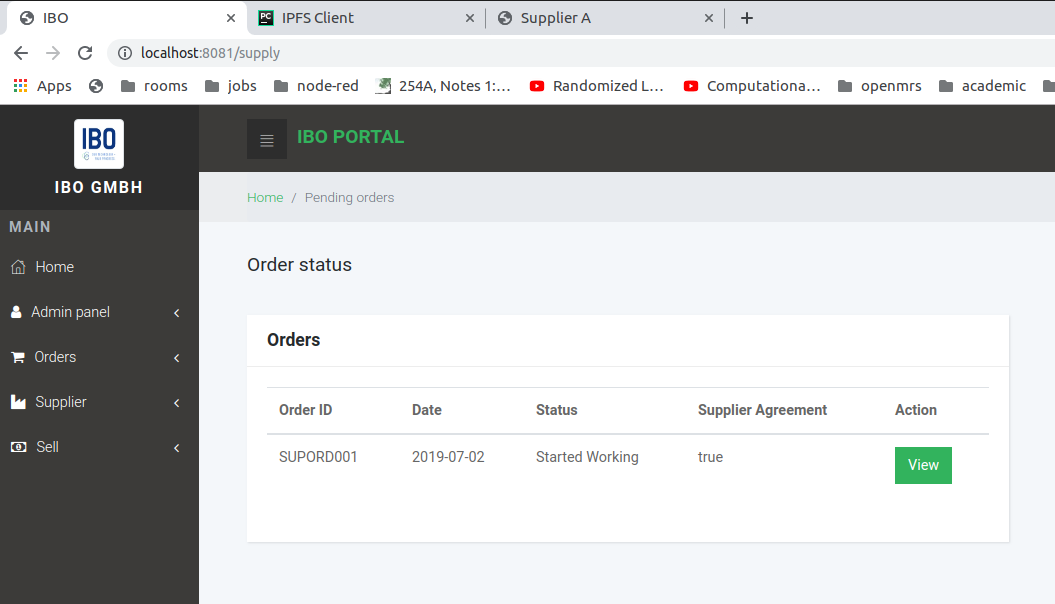 IBO
IPFS Client
Supplier A
localhost:8081/supply
Apps
rooms
jobs
node-red
254A, Notes 1:...
Randomized L...
Computationa...
openmrs
academic
IBO
IBO GMBH
IBO PORTAL
MAIN
Home
Admin panel
Orders
Supplier
Sell
Home / Pending orders
Order status
Orders
Order ID Date Status Supplier Agreement Action
SUPORD001 2019-07-02 Started Working true View